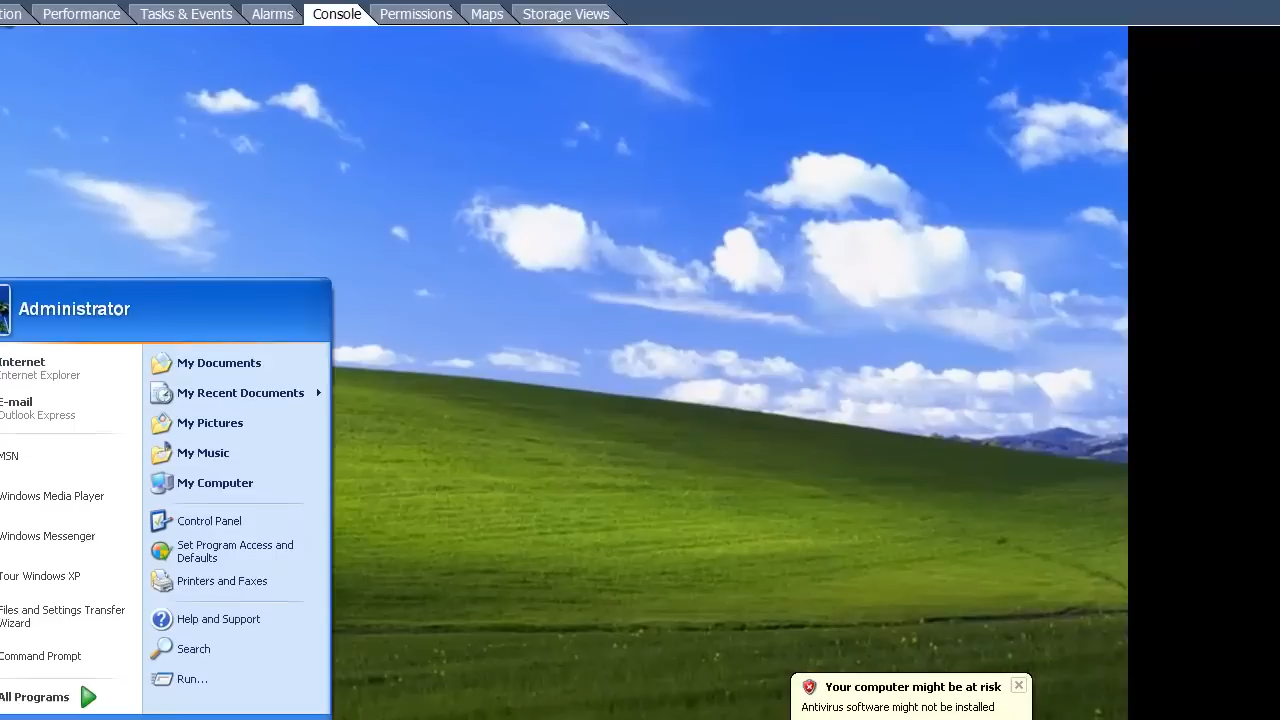 tion Performance Tasks & Events Alarms Console Permissions Maps Storage Views
Administrator
Internet
Internet Explorer
E-mail
Outlook Express
MSN
Windows Media Player
Windows Messenger
Tour Windows XP
Files and Settings Transfer
Wizard
Command Prompt
All Programs
My Documents
My Recent Documents
My Pictures
My Music
My Computer
Control Panel
Set Program Access and
Defaults
Printers and Faxes
Help and Support
Search
Run...
Your computer might be at risk
Antivirus software might not be installed